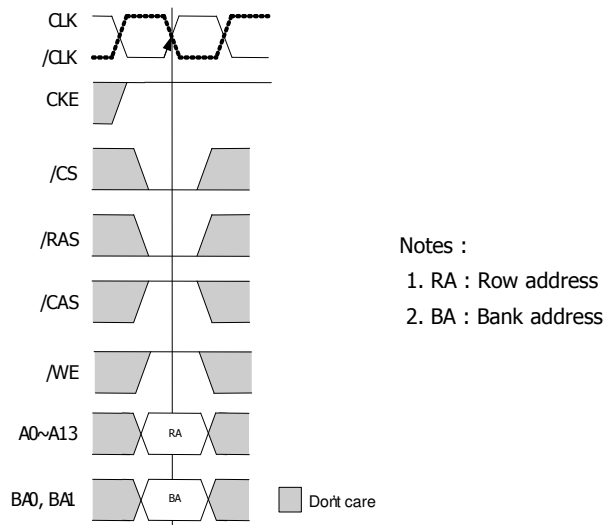 CLK
/CLK
CKE
/CS
/RAS
/CAS
/WE
A0~A13
RA
BA0, BA1
BA
Don't care
Notes :
1. RA : Row address
2. BA : Bank address